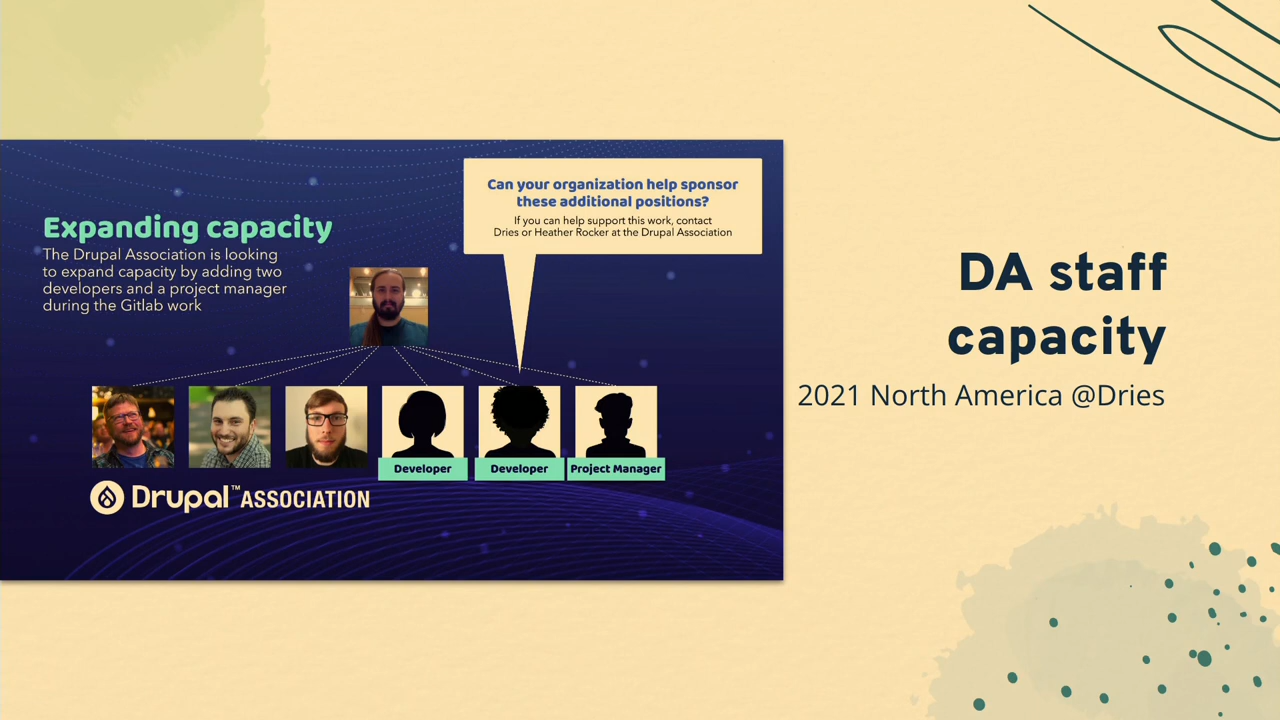 Can your organization help sponsor
these additional positions?
If you can help support this work, contact
Dries or Heather Rocker at the Drupal Association
Expanding capacity
The Drupal Association is looking
to expand capacity by adding two
developers and a project manager
during the Gitlab work
Developer
Developer
Project Manager
Drupal™ ASSOCIATION
DA staff
capacity
2021 North America @Dries